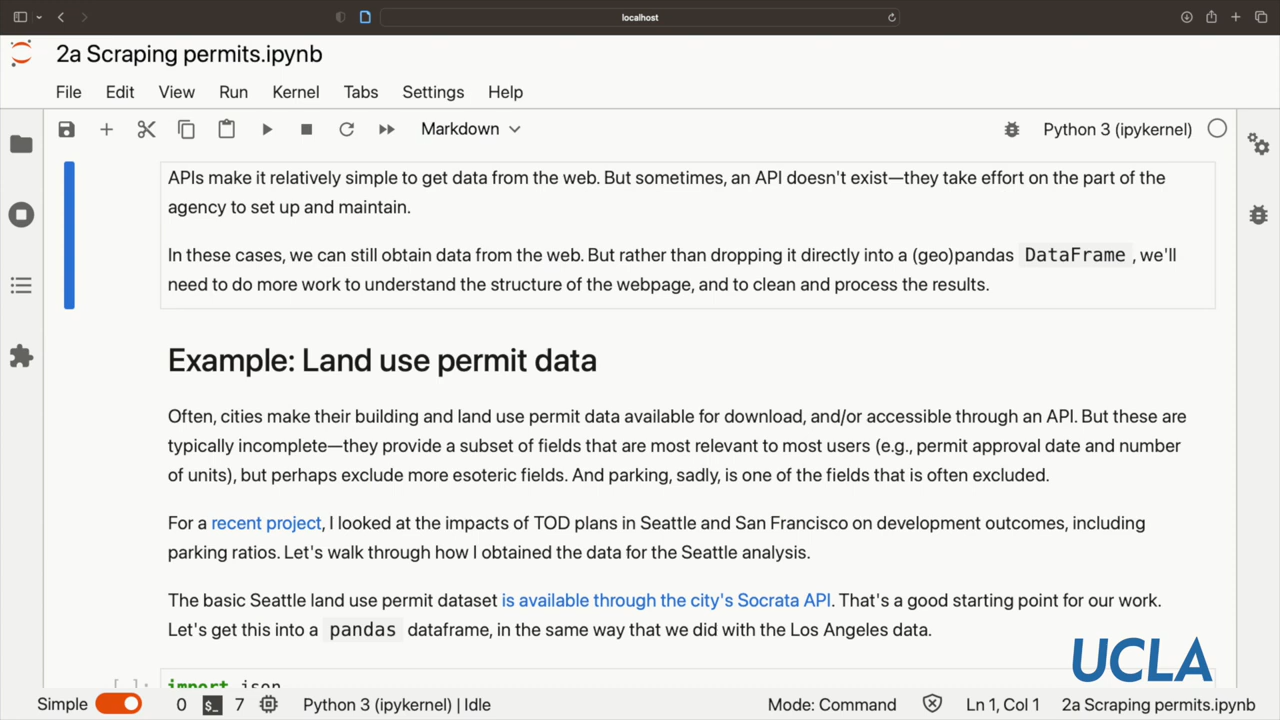 localhost
2a Scraping permits.ipynb
File Edit View Run Kernel Tabs Settings Help
Markdown Python 3 (ipykernel)
APIs make it relatively simple to get data from the web. But sometimes, an API doesn't exist—they take effort on the part of the
agency to set up and maintain.
In these cases, we can still obtain data from the web. But rather than dropping it directly into a (geo)pandas DataFrame, we'll
need to do more work to understand the structure of the webpage, and to clean and process the results.
Example: Land use permit data
Often, cities make their building and land use permit data available for download, and/or accessible through an API. But these are
typically incomplete—they provide a subset of fields that are most relevant to most users (e.g., permit approval date and number
of units), but perhaps exclude more esoteric fields. And parking, sadly, is one of the fields that is often excluded.
For a recent project, I looked at the impacts of TOD plans in Seattle and San Francisco on development outcomes, including
parking ratios. Let's walk through how I obtained the data for the Seattle analysis.
The basic Seattle land use permit dataset is available through the city's Socrata API. That's a good starting point for our work.
Let's get this into a pandas dataframe, in the same way that we did with the Los Angeles data.
UCLA
[ ]: import json
Simple 0 $_ 7 Python 3 (ipykernel) | Idle Mode: Command Ln 1, Col 1 2a Scraping permits.ipynb